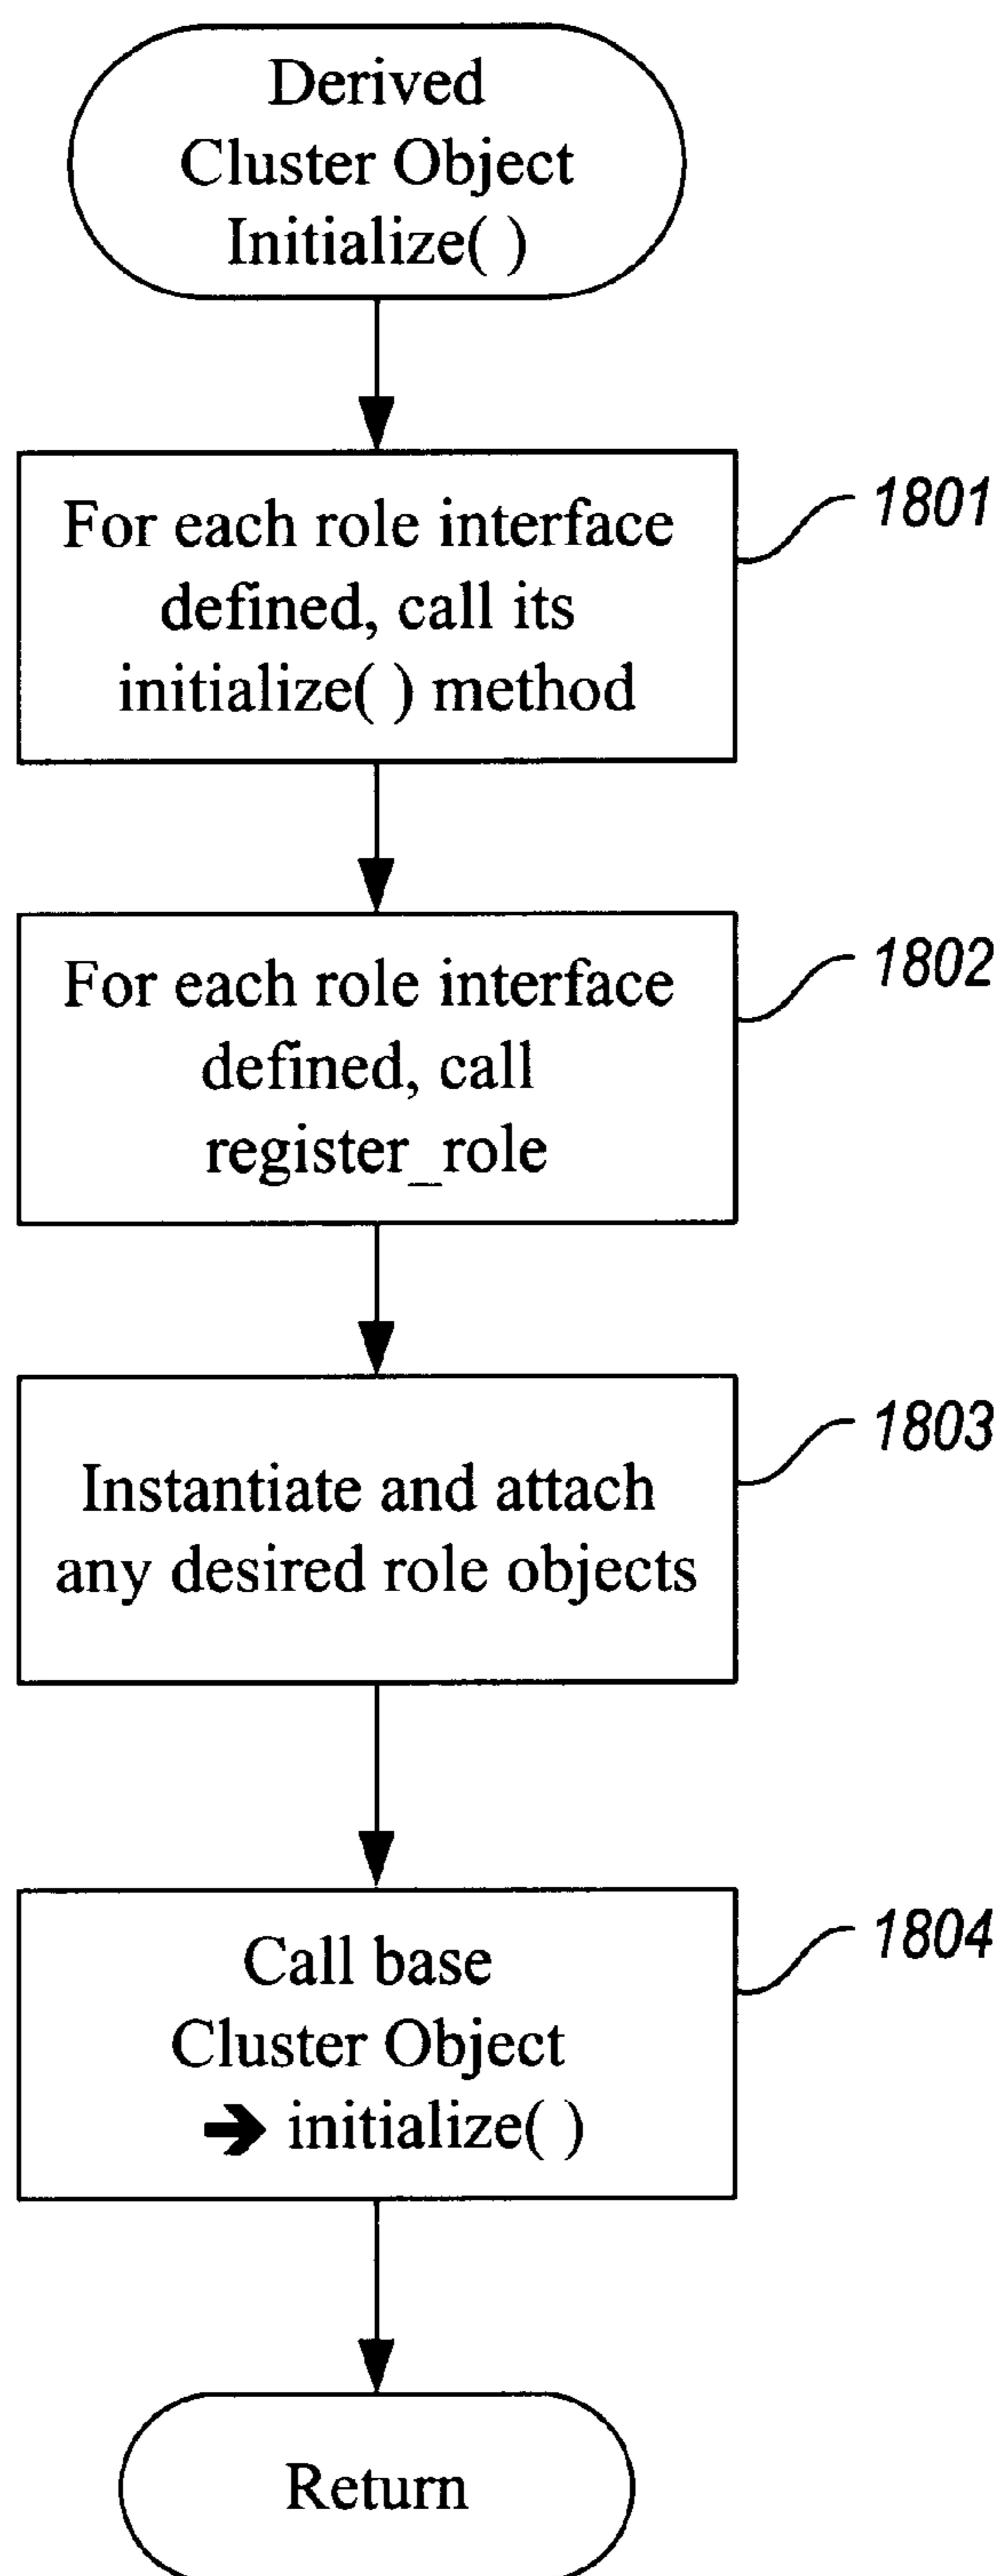 Derived
Cluster Object
Initialize( )
For each role interface
defined, call its
initialize( ) method
1801
For each role interface
defined, call
register_role
1802
Instantiate and attach
any desired role objects
1803
Call base
Cluster Object
➔ initialize( )
1804
Return